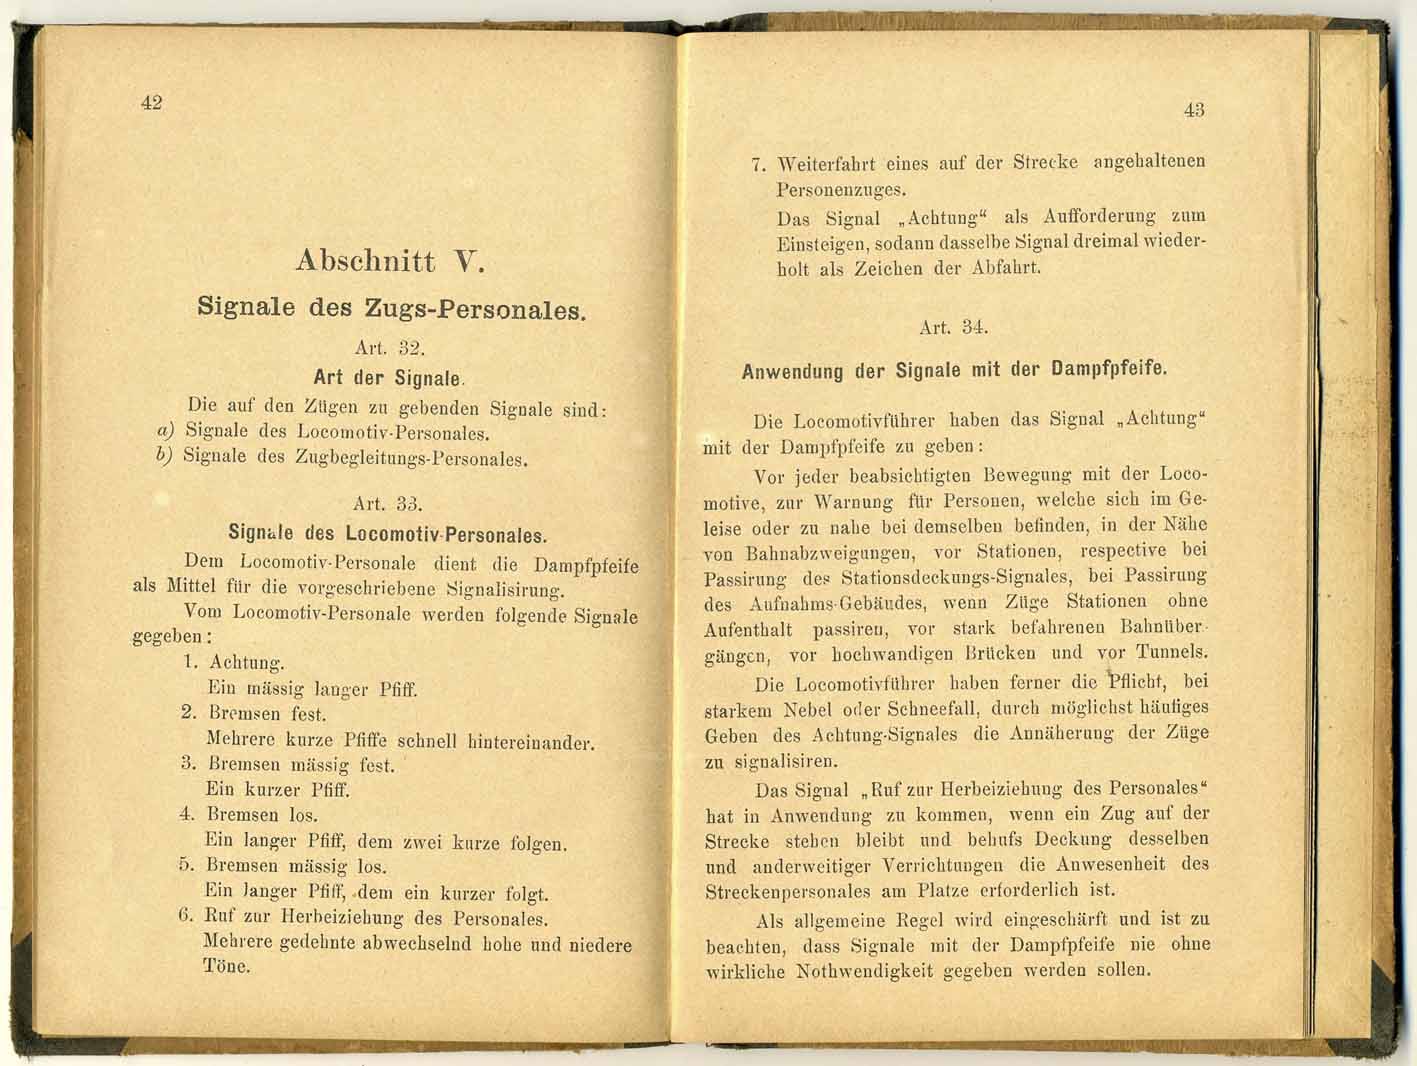 42
Abschnitt V.
Signale des Zugs-Personales.
Art. 32.
Art der Signale.
Die auf den Zügen zu gebenden Signale sind:
a) Signale des Locomotiv-Personales.
b) Signale des Zugbegleitungs-Personales.
Art. 33.
Signale des Locomotiv-Personales.
Dem Locomotiv-Personale dient die Dampfpfeife
als Mittel für die vorgeschriebene Signalisirung.
Vom Locomotiv-Personale werden folgende Signale
gegeben:
1. Achtung.
Ein mässig langer Pfiff.
2. Bremsen fest.
Mehrere kurze Pfiffe schnell hintereinander.
3. Bremsen mässig fest.
Ein kurzer Pfiff.
4. Bremsen los.
Ein langer Pfiff, dem zwei kurze folgen.
5. Bremsen mässig los.
Ein langer Pfiff, dem ein kurzer folgt.
6. Ruf zur Herbeiziehung des Personales.
Mehrere gedehnte abwechselnd hohe und niedere
Töne.
43
7. Weiterfahrt eines auf der Strecke angehaltenen
Personenzuges.
Das Signal „Achtung“ als Aufforderung zum
Einsteigen, sodann dasselbe Signal dreimal wieder-
holt als Zeichen der Abfahrt.
Art. 34.
Anwendung der Signale mit der Dampfpfeife.
Die Locomotivführer haben das Signal „Achtung“
mit der Dampfpfeife zu geben:
Vor jeder beabsichtigten Bewegung mit der Loco-
motive, zur Warnung für Personen, welche sich im Ge-
leise oder zu nahe bei demselben befinden, in der Nähe
von Bahnabzweigungen, vor Stationen, respective bei
Passirung des Stationsdeckungs-Signales, bei Passirung
des Aufnahms-Gebäudes, wenn Züge Stationen ohne
Aufenthalt passiren, vor stark befahrenen Bahnüber-
gängen, vor hochwandigen Brücken und vor Tunnels.
Die Locomotivführer haben ferner die Pflicht, bei
starkem Nebel oder Schneefall, durch möglichst häufiges
Geben des Achtung-Signales die Annäherung der Züge
zu signalisiren.
Das Signal „Ruf zur Herbeiziehung des Personales“
hat in Anwendung zu kommen, wenn ein Zug auf der
Strecke stehen bleibt und behufs Deckung desselben
und anderweitiger Verrichtungen die Anwesenheit des
Streckenpersonales am Platze erforderlich ist.
Als allgemeine Regel wird eingeschärft und ist zu
beachten, dass Signale mit der Dampfpfeife nie ohne
wirkliche Nothwendigkeit gegeben werden sollen.